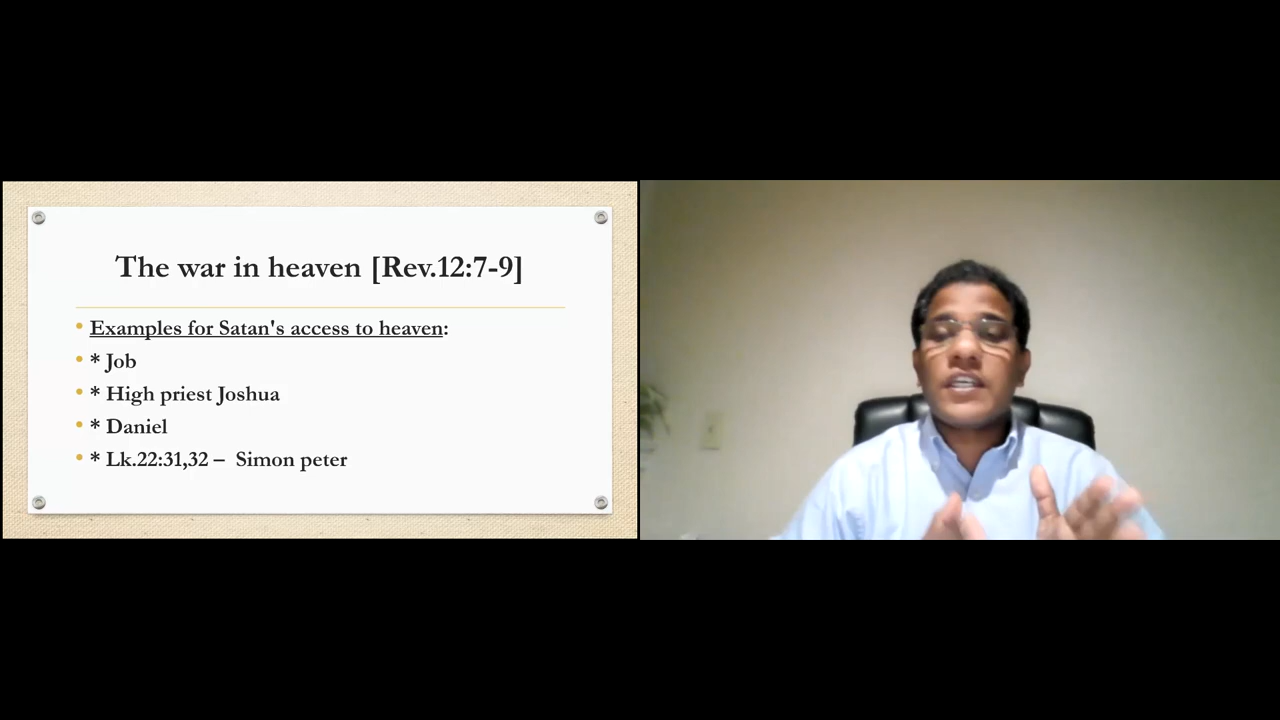 The war in heaven [Rev.12:7-9]
• Examples for Satan's access to heaven:
• * Job
• * High priest Joshua
• * Daniel
• * Lk.22:31,32 – Simon peter